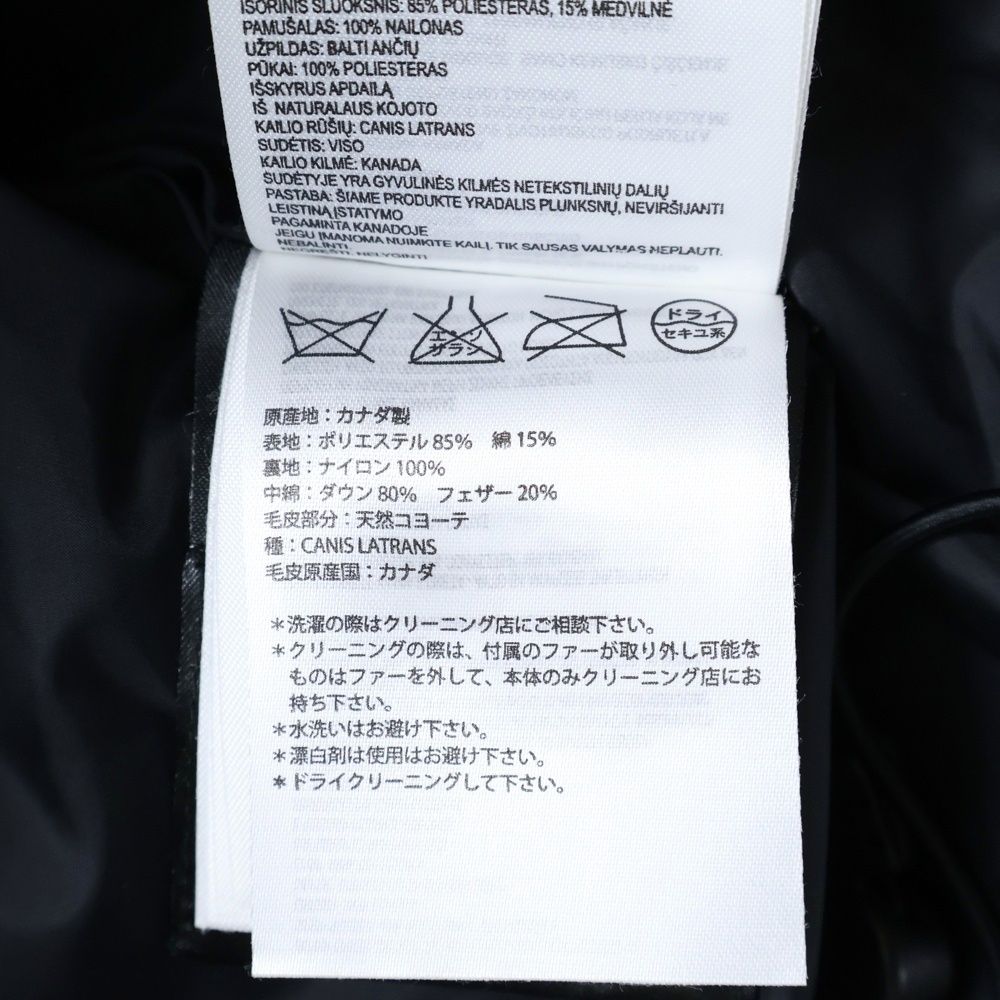 IŠORINIS SLUOKSNIS: 85% POLIESTERAS, 15% MEDVILNĖ
PAMUŠALAS: 100% NAILONAS
UŽPILDAS: BALTI ANČIŲ
PŪKAI: 100% POLIESTERAS
IŠSKYRUS APDAILĄ
IŠ NATURALAUS KOJOTO
KAILIO RŪŠIŲ: CANIS LATRANS
SUDĖTIS: VISO
KAILIO KILMĖ: KANADA
SUDĖTYJE YRA GYVULINĖS KILMĖS NETEKSTILINIŲ DALIŲ
PASTABA: ŠIAME PRODUKTE YRADALIS PLUNKSNŲ, NEVIRŠIJANTI
LEISTINĄ ĮSTATYMO
PAGAMINTA KANADOJE
JEIGU ĮMANOMA NUIMKITE KAILĮ. TIK SAUSAS VALYMAS NEPLAUTI.
NEBALINTI.
NEGRĘŠTI. NELYGINTI
エンソ
サラシ
ドライ
セキユ系
原産地：カナダ製
表地：ポリエステル 85%　綿 15%
裏地：ナイロン 100%
中綿：ダウン 80%　フェザー 20%
毛皮部分：天然コヨーテ
種：CANIS LATRANS
毛皮原産国：カナダ
＊洗濯の際はクリーニング店にご相談下さい。
＊クリーニングの際は、付属のファーが取り外し可能な
ものはファーを外して、本体のみクリーニング店にお
持ち下さい。
＊水洗いはお避け下さい。
＊漂白剤は使用はお避け下さい。
＊ドライクリーニングして下さい。